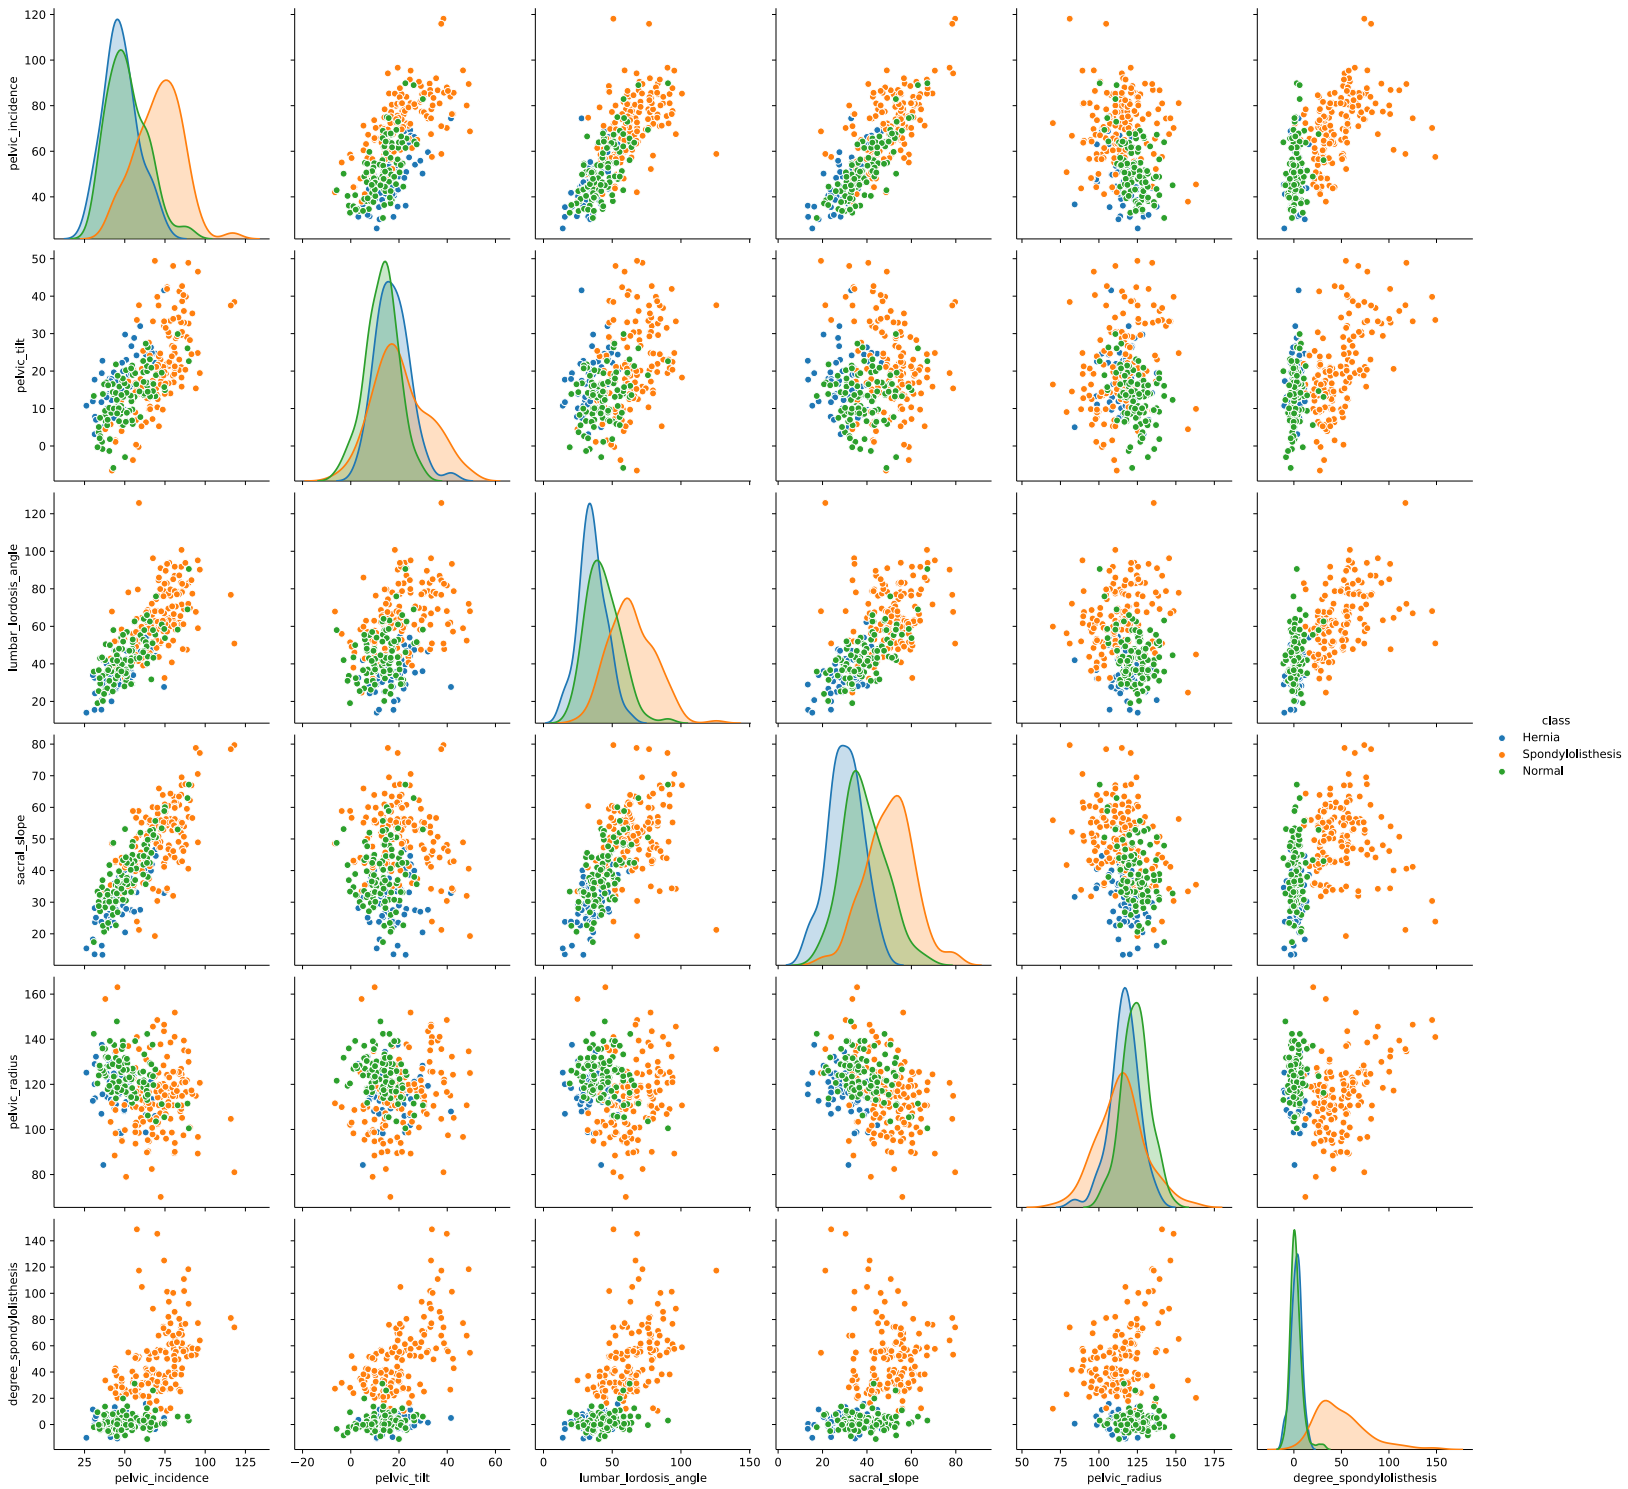 120
100
80
60
40
pelvic_incidence
50
40
30
20
10
0
pelvic_tilt
120
100
80
60
40
20
lumbar_lordosis_angle
class
Hernia
Spondylolisthesis
Normal
80
70
60
50
40
30
20
sacral_slope
160
140
120
100
80
pelvic_radius
140
120
100
80
60
40
20
0
degree_spondylolisthesis
25 50 75 100 125
−20 0 20 40 60
0 50 100 150
0 20 40 60 80
50 75 100 125 150 175
0 50 100 150
pelvic_incidence
pelvic_tilt
lumbar_lordosis_angle
sacral_slope
pelvic_radius
degree_spondylolisthesis